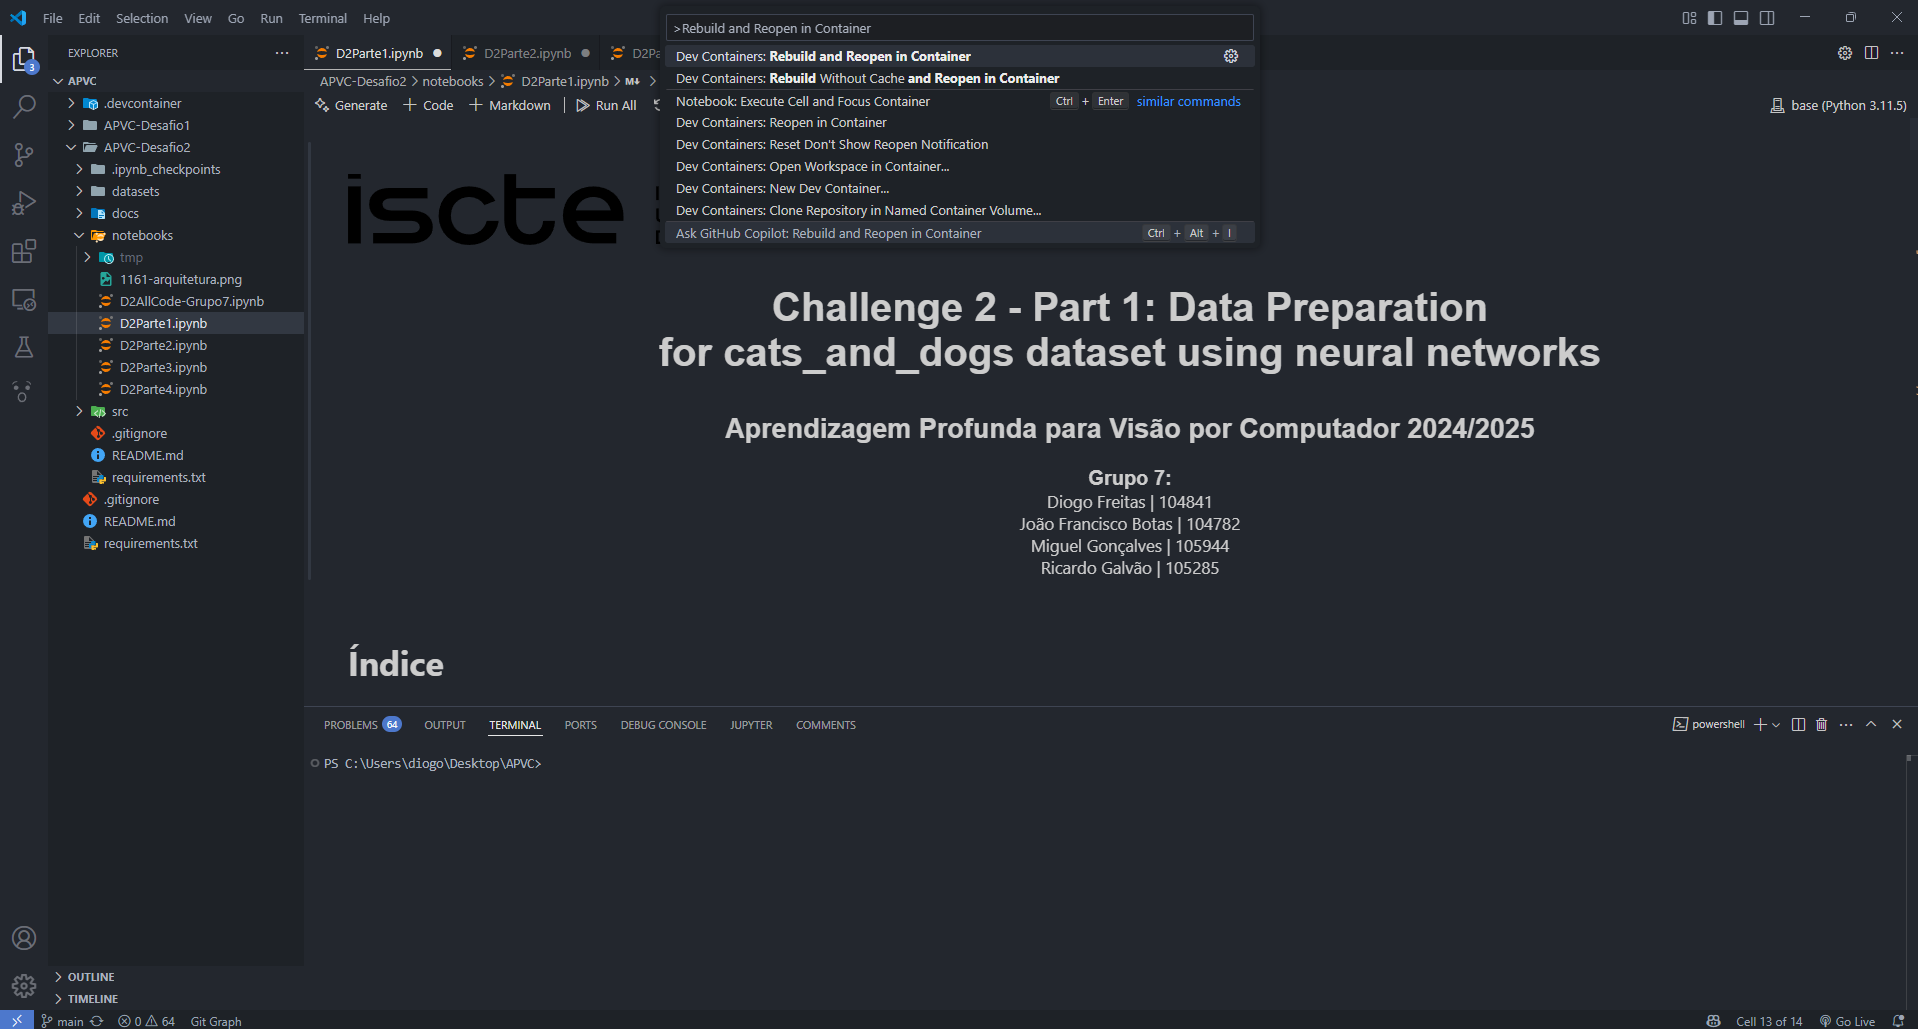 File Edit Selection View Go Run Terminal Help
>Rebuild and Reopen in Container
Dev Containers: Rebuild and Reopen in Container
Dev Containers: Rebuild Without Cache and Reopen in Container
Notebook: Execute Cell and Focus Container Ctrl + Enter similar commands
Dev Containers: Reopen in Container
Dev Containers: Reset Don't Show Reopen Notification
Dev Containers: Open Workspace in Container...
Dev Containers: New Dev Container...
Dev Containers: Clone Repository in Named Container Volume...
Ask GitHub Copilot: Rebuild and Reopen in Container Ctrl + Alt + I
EXPLORER
3
APVC
.devcontainer
APVC-Desafio1
APVC-Desafio2
.ipynb_checkpoints
datasets
docs
notebooks
tmp
1161-arquitetura.png
D2AllCode-Grupo7.ipynb
D2Parte1.ipynb
D2Parte2.ipynb
D2Parte3.ipynb
D2Parte4.ipynb
src
.gitignore
README.md
requirements.txt
.gitignore
README.md
requirements.txt
OUTLINE
TIMELINE
D2Parte1.ipynb D2Parte2.ipynb D2Pa
APVC-Desafio2 > notebooks > D2Parte1.ipynb > M+ >
Generate + Code + Markdown Run All
base (Python 3.11.5)
iscte
Challenge 2 - Part 1: Data Preparation
for cats_and_dogs dataset using neural networks
Aprendizagem Profunda para Visão por Computador 2024/2025
Grupo 7:
Diogo Freitas | 104841
João Francisco Botas | 104782
Miguel Gonçalves | 105944
Ricardo Galvão | 105285
Índice
PROBLEMS 64 OUTPUT TERMINAL PORTS DEBUG CONSOLE JUPYTER COMMENTS
powershell
PS C:\Users\diogo\Desktop\APVC>
main 0 64 Git Graph
Cell 13 of 14 Go Live